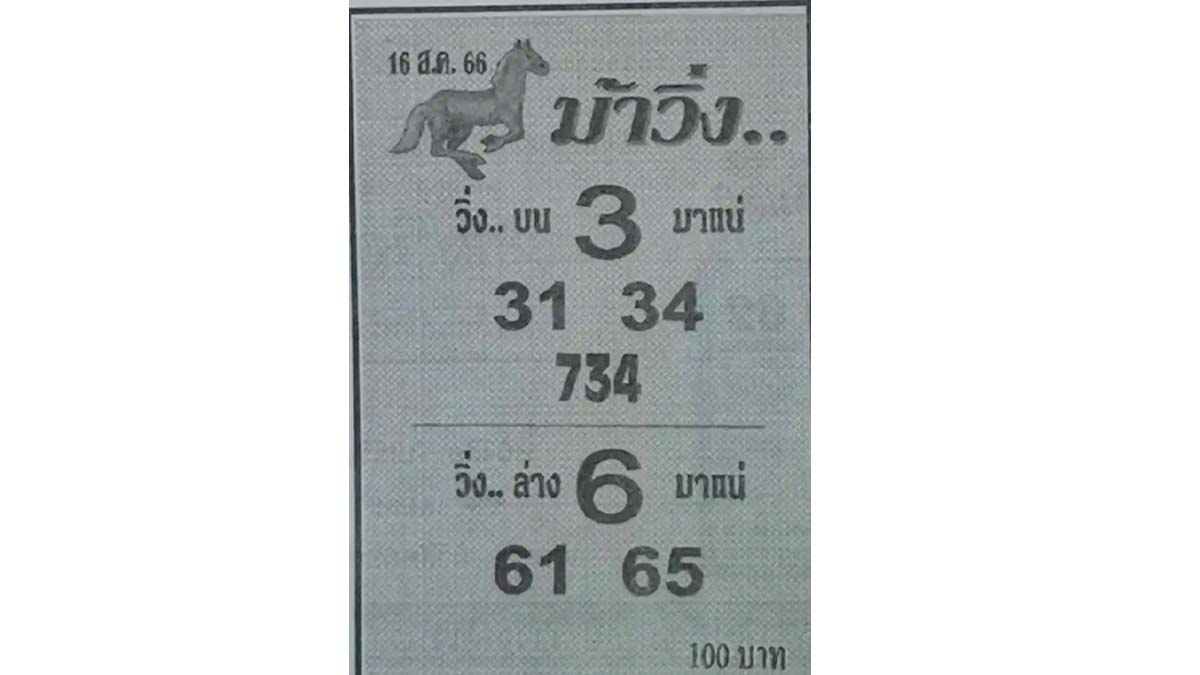 16 ส.ค. 66
ม้าวิ่ง..
วิ่ง.. บน 3 มาแน่
31 34
734
วิ่ง.. ล่าง 6 มาแน่
61 65
100 บาท